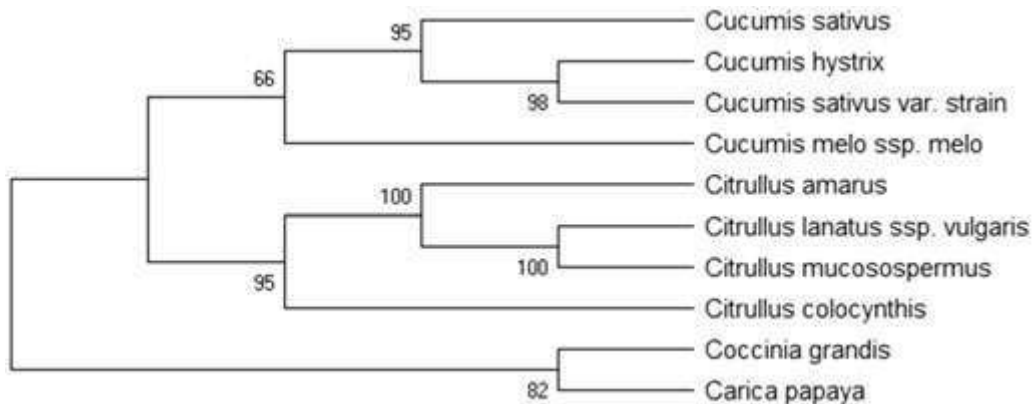 Cucumis sativus
95
Cucumis hystrix
66
98
Cucumis sativus var. strain
Cucumis melo ssp. melo
Citrullus amarus
100
Citrullus lanatus ssp. vulgaris
100
Citrullus mucosospermus
95
Citrullus colocynthis
Coccinia grandis
82
Carica papaya